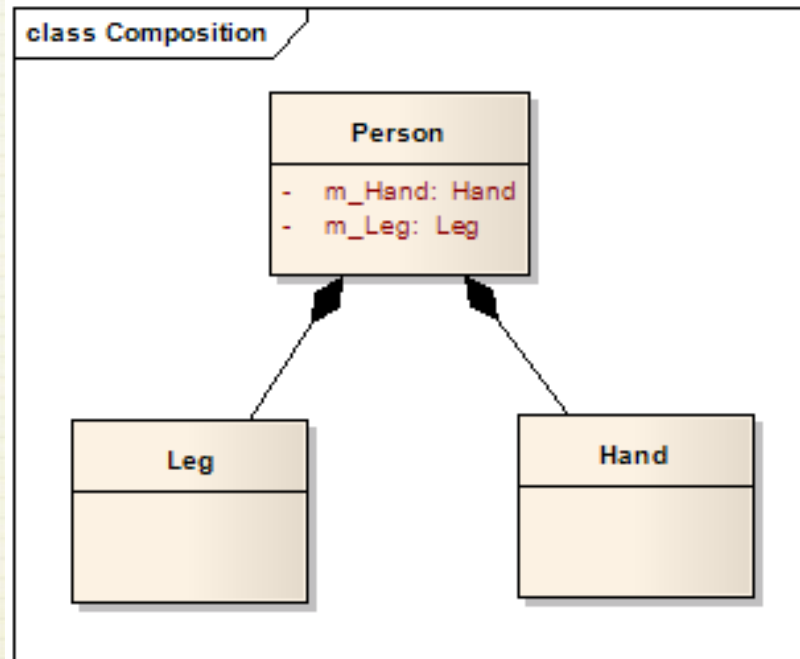 class Composition
Person
- m_Hand: Hand
- m_Leg: Leg
Leg
Hand